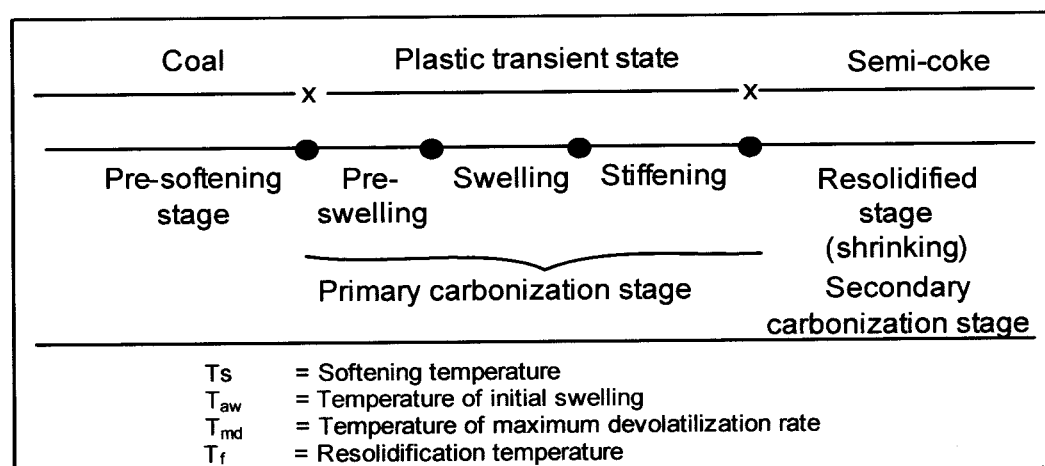 Coal Plastic transient state Semi-coke
x x
Pre-softening Pre- Swelling Stiffening Resolidified
stage swelling stage
(shrinking)
Primary carbonization stage Secondary
carbonization stage
Ts = Softening temperature
Taw = Temperature of initial swelling
Tmd = Temperature of maximum devolatilization rate
Tf = Resolidification temperature